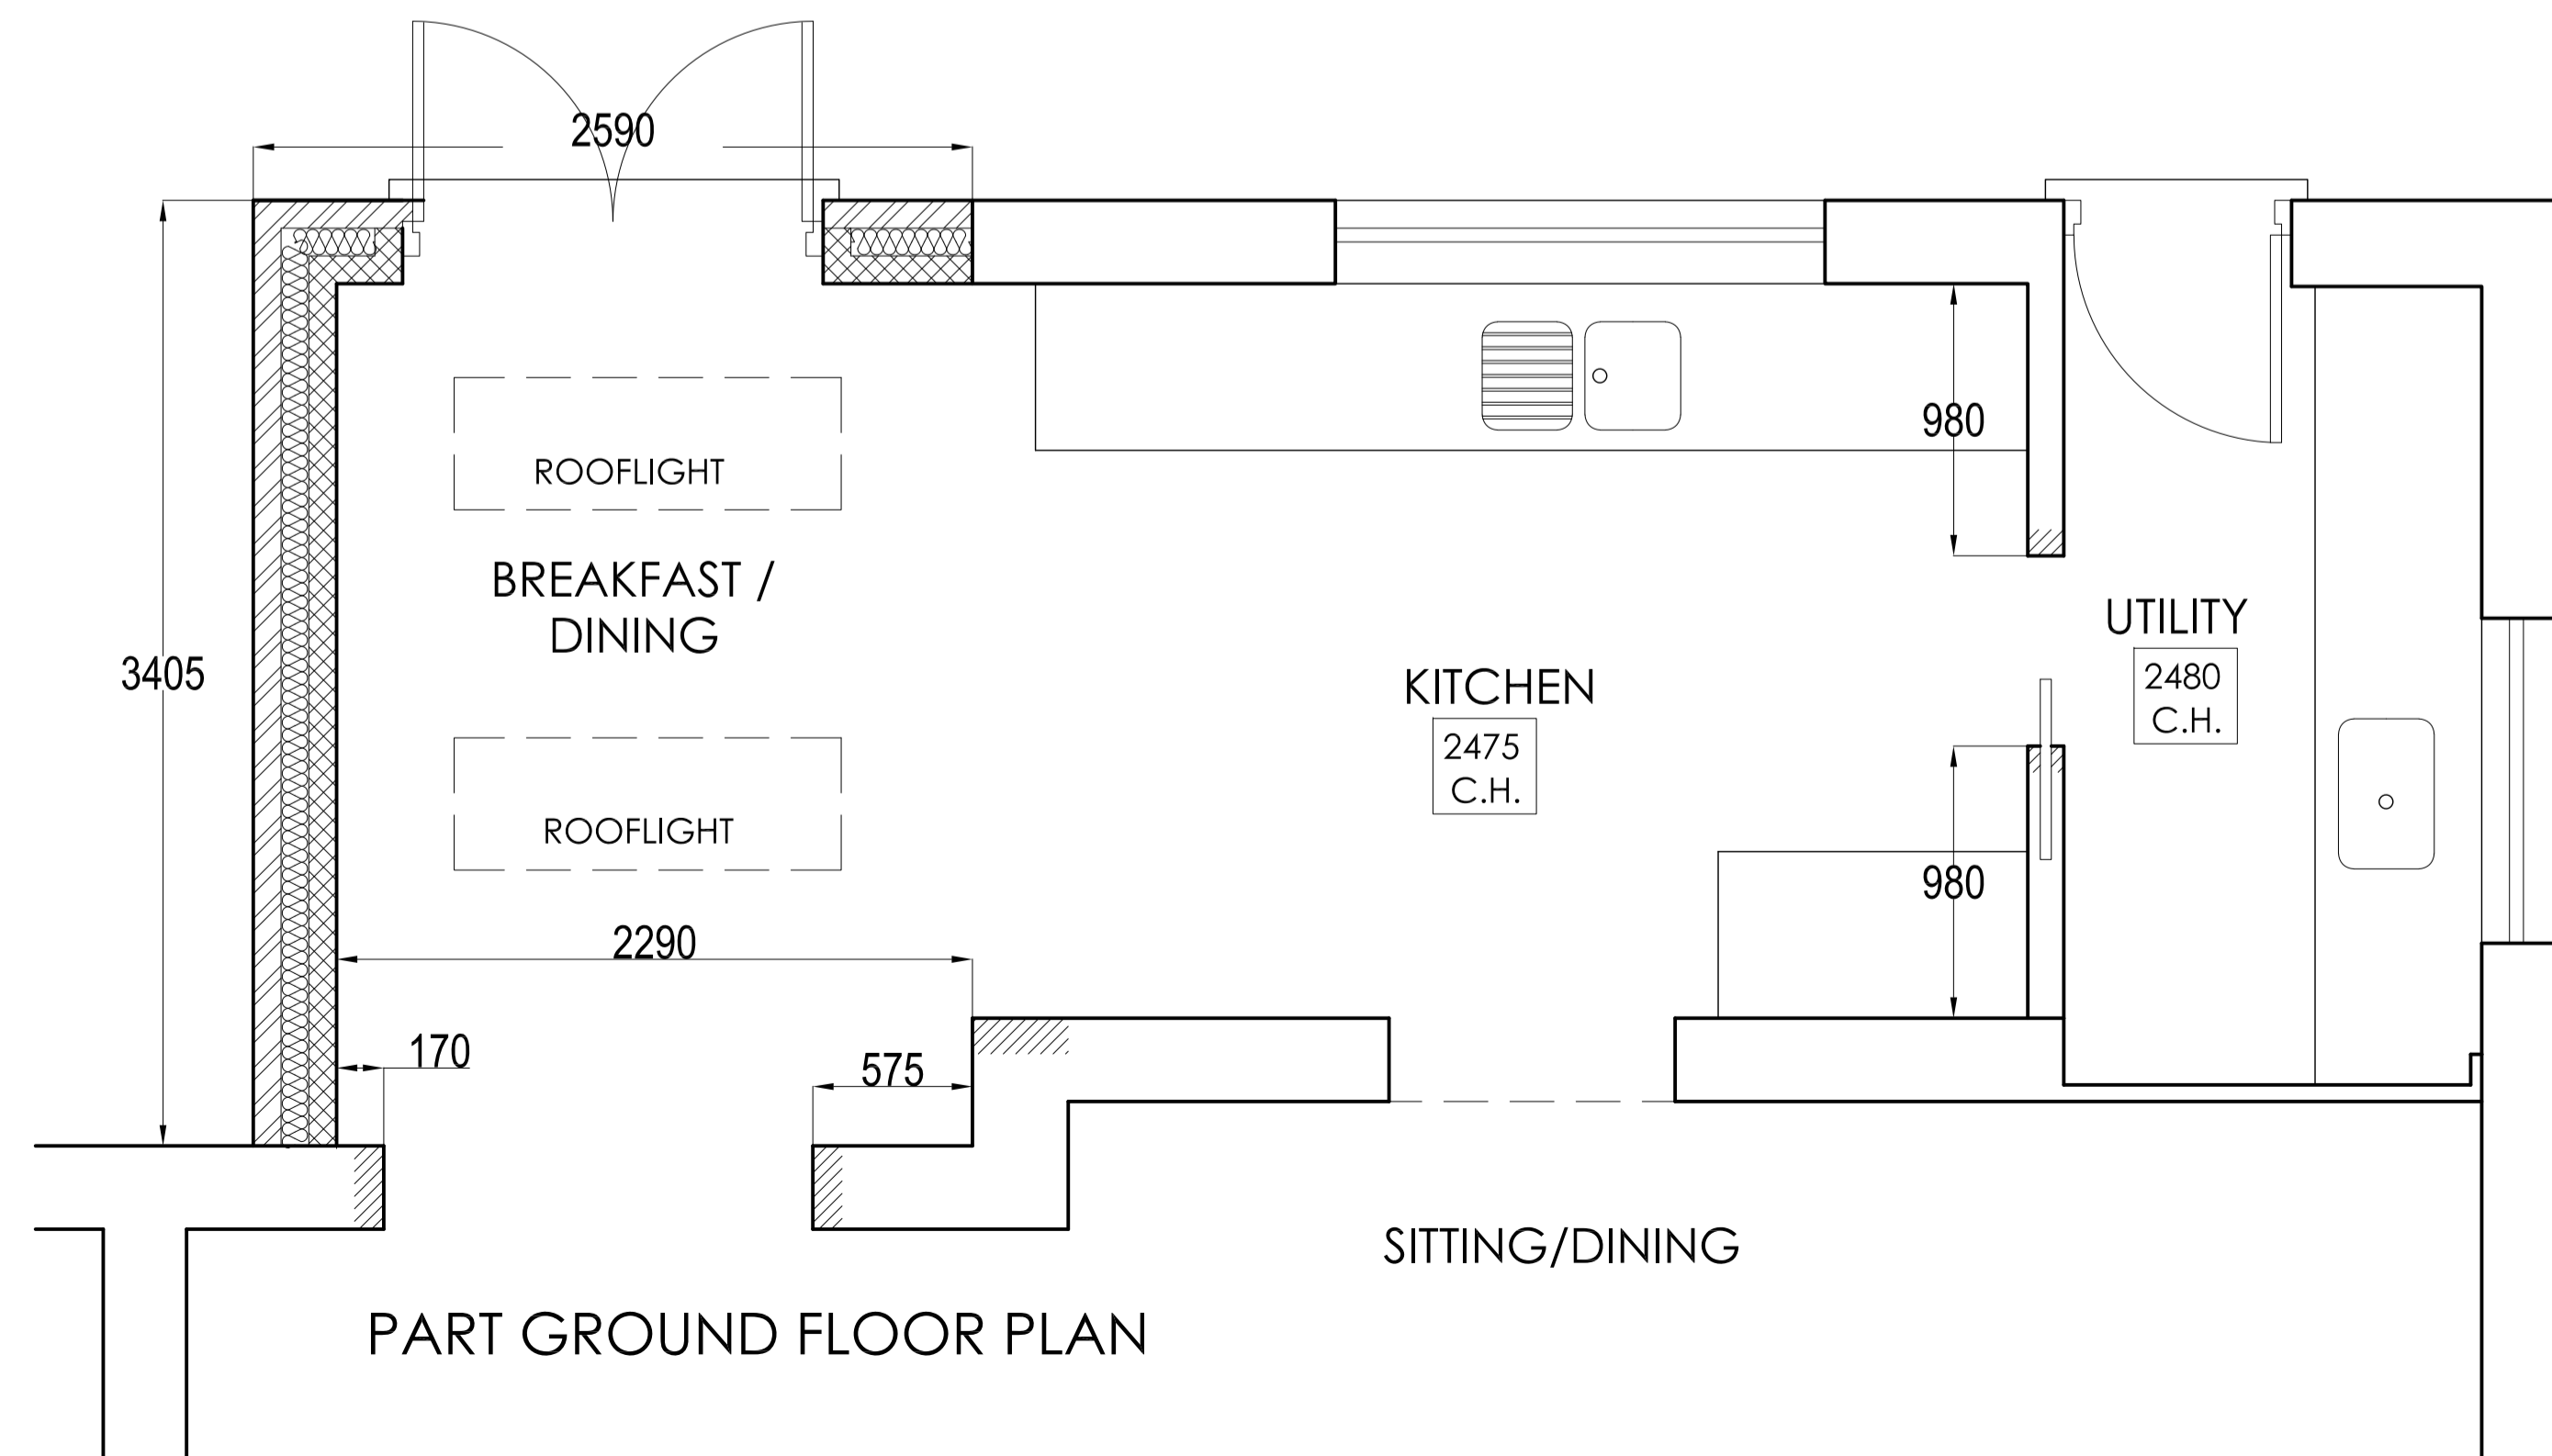 2590
980
ROOFLIGHT
BREAKFAST /
DINING
3405
UTILITY
2480
C.H.
KITCHEN
2475
C.H.
ROOFLIGHT
980
2290
170
575
SITTING/DINING
PART GROUND FLOOR PLAN